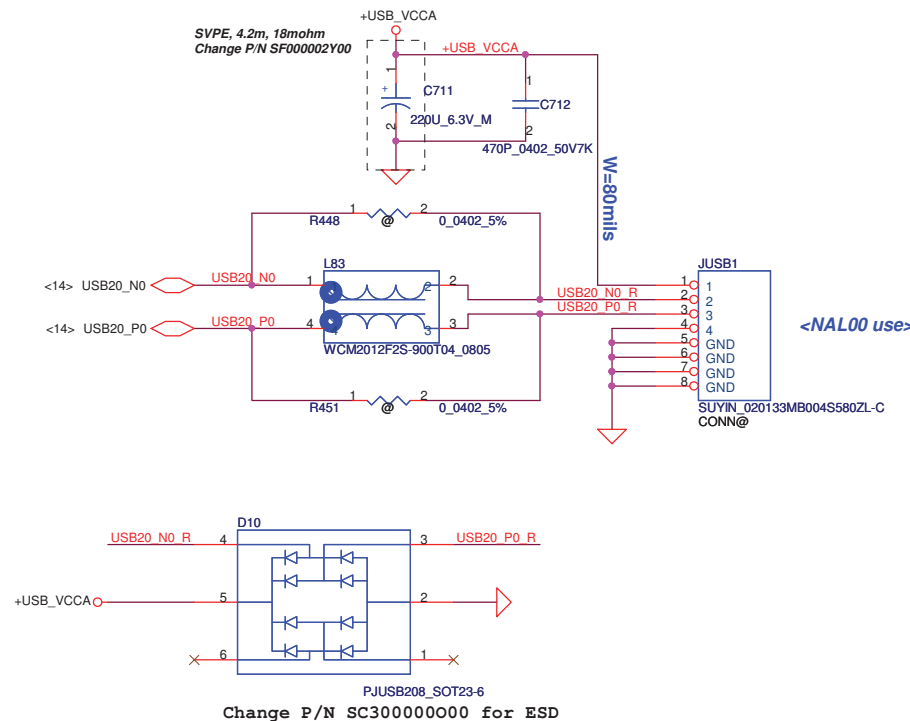 +USB_VCCA
SVPE, 4.2m, 18mohm
Change P/N SF000002Y00
+USB_VCCA
1
+
C711
2
220U_6.3V_M
1
C712
2
470P_0402_50V7K
W=80mils
1
2
R448
@
0_0402_5%
L83
JUSB1
<14>
USB20_N0
USB20_N0
1
2
2
USB20_N0_R
USB20_P0_R
<14>
USB20_P0
USB20_P0
4
3
3
WCM2012F2S-900T04_0805
1
1
2
2
3
3
4
4
5
GND
6
GND
7
GND
8
GND
<NAL00 use>
1
2
R451
@
0_0402_5%
SUYIN_020133MB004S580ZL-C
CONN@
D10
USB20_N0_R
4
3
USB20_P0_R
+USB_VCCA
5
2
6
1
PJUSB208_SOT23-6
Change P/N SC300000O00 for ESD